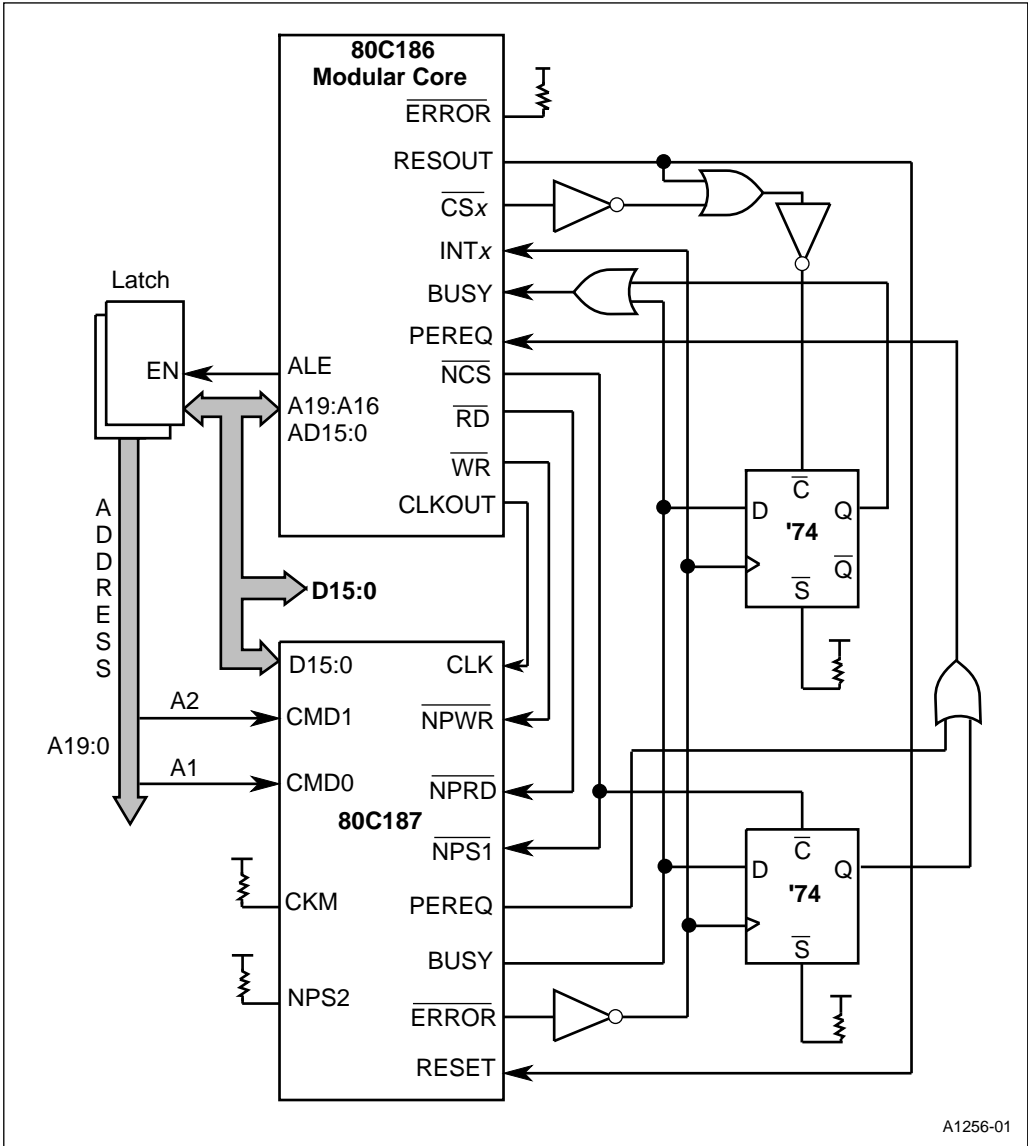 80C186
Modular Core
ERROR
RESOUT
CSx
INTx
BUSY
PEREQ
NCS
RD
WR
CLKOUT
ALE
A19:A16
AD15:0
Latch
EN
ADDRESS
A19:0
A2
A1
D15:0
D15:0
CMD1
CMD0
80C187
CKM
NPS2
CLK
NPWR
NPRD
NPS1
PEREQ
BUSY
ERROR
RESET
C
D
Q
'74
Q
S
C
D
Q
'74
S
A1256-01